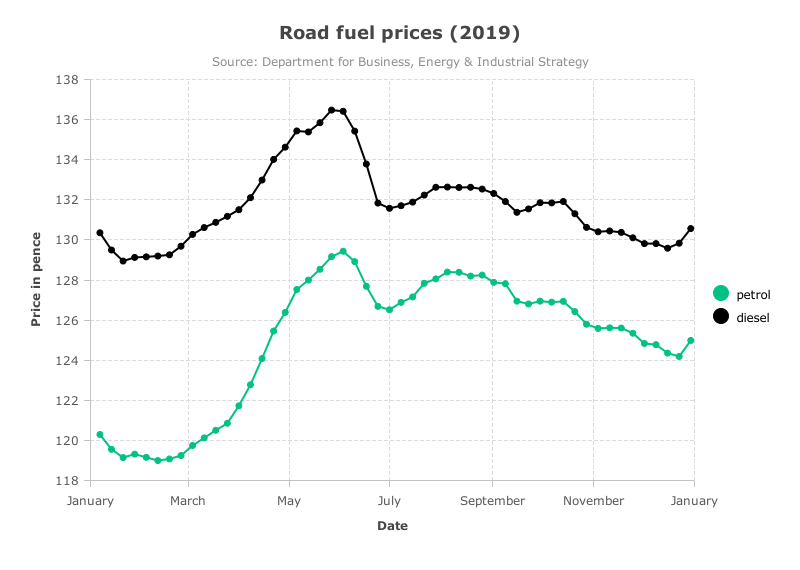 Road fuel prices (2019)
Source: Department for Business, Energy & Industrial Strategy
138
136
134
132
130
128
126
124
122
120
118
Price in pence
January
March
May
July
September
November
January
Date
petrol
diesel